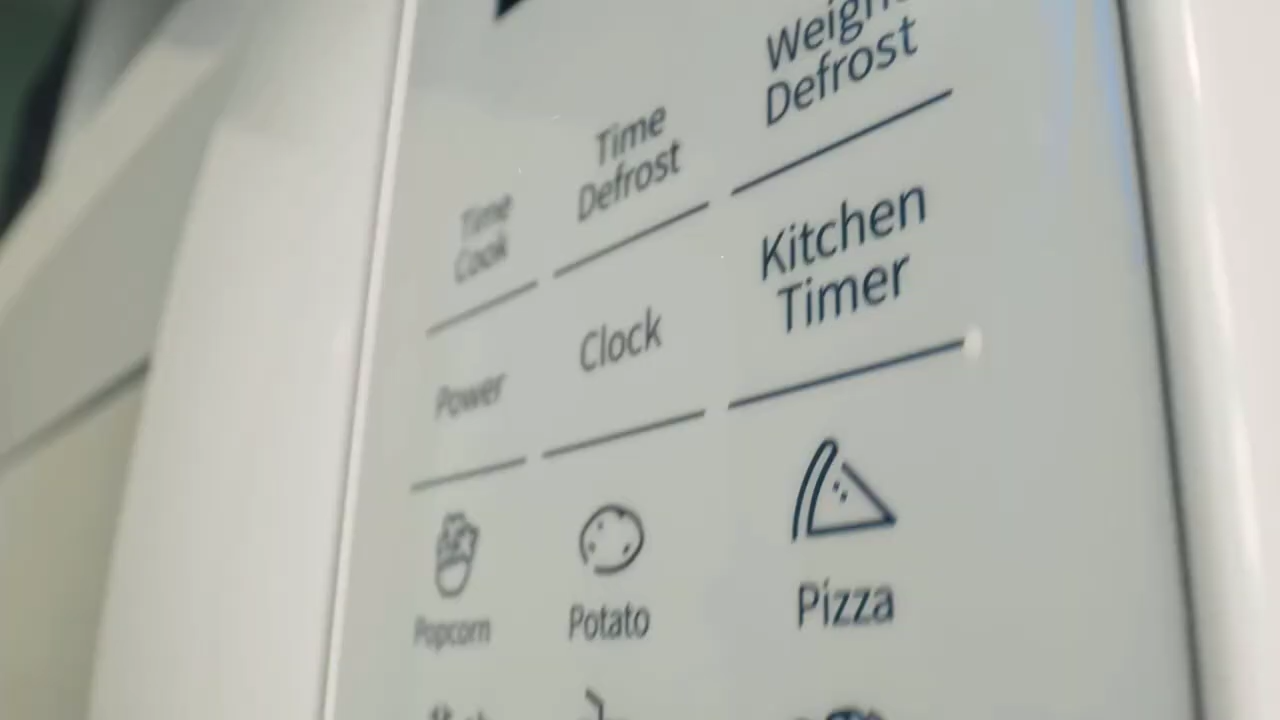 Weight
Defrost
Time
Defrost
Time
Cook
Kitchen
Timer
Clock
Power
Popcorn
Potato
Pizza